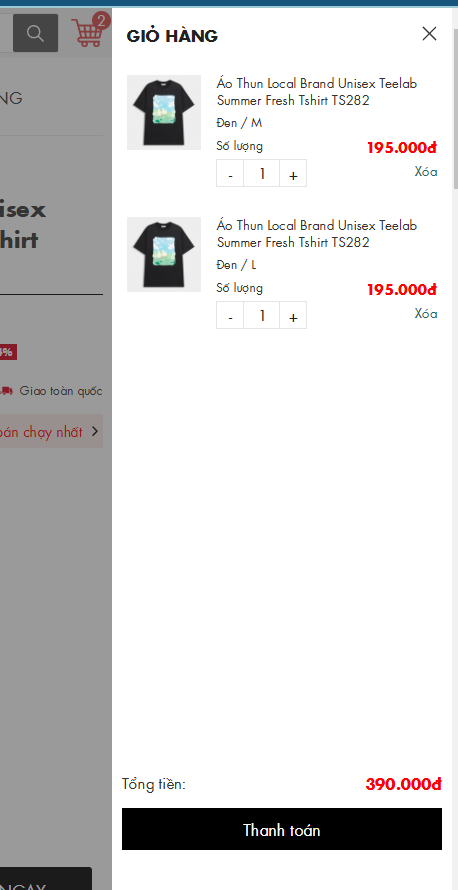 2
GIỎ HÀNG
Áo Thun Local Brand Unisex Teelab
Summer Fresh Tshirt TS282
Đen / M
Số lượng
195.000đ
- 1 +
Xóa
Áo Thun Local Brand Unisex Teelab
Summer Fresh Tshirt TS282
Đen / L
Số lượng
195.000đ
- 1 +
Xóa
Tổng tiền:
390.000đ
Thanh toán
NG
isex
hirt
%
Giao toàn quốc
bán chạy nhất
NGAY